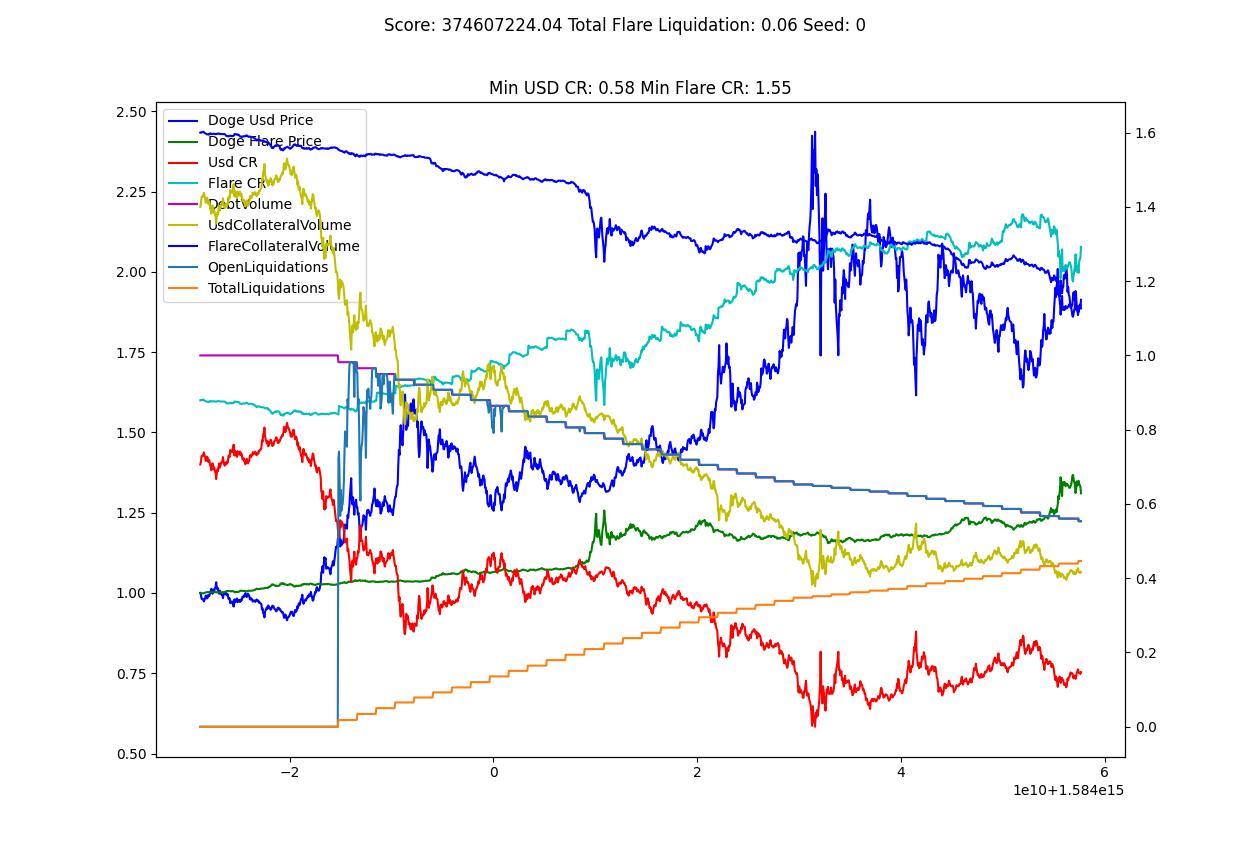 Score: 374607224.04 Total Flare Liquidation: 0.06 Seed: 0
Min USD CR: 0.58 Min Flare CR: 1.55
Doge Usd Price
Doge Flare Price
Usd CR
Flare CR
DebtVolume
UsdCollateralVolume
FlareCollateralVolume
OpenLiquidations
TotalLiquidations
2.50
2.25
2.00
1.75
1.50
1.25
1.00
0.75
0.50
1.6
1.4
1.2
1.0
0.8
0.6
0.4
0.2
0.0
−2 0 2 4 6
1e10+1.584e15